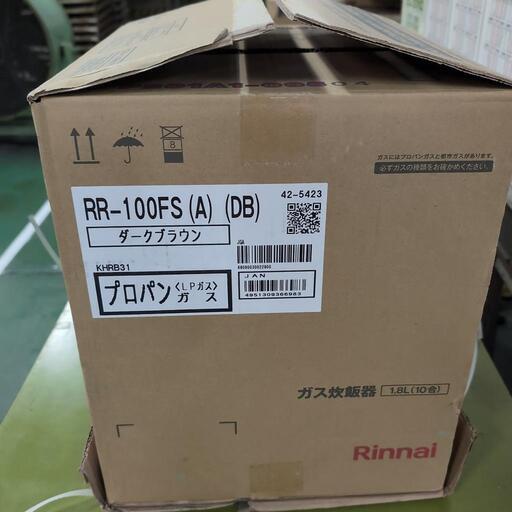 8
ガスにはプロパンガスと都市ガスがあります。
必ずガスの種類をお確かめください。
RR-100FS(A) (DB)
42-5423
ダークブラウン
KHRB31
JAN
4951309366983
プロパン〈LPガス〉ガス
ガス炊飯器 1.8L(10合)
Rinnai